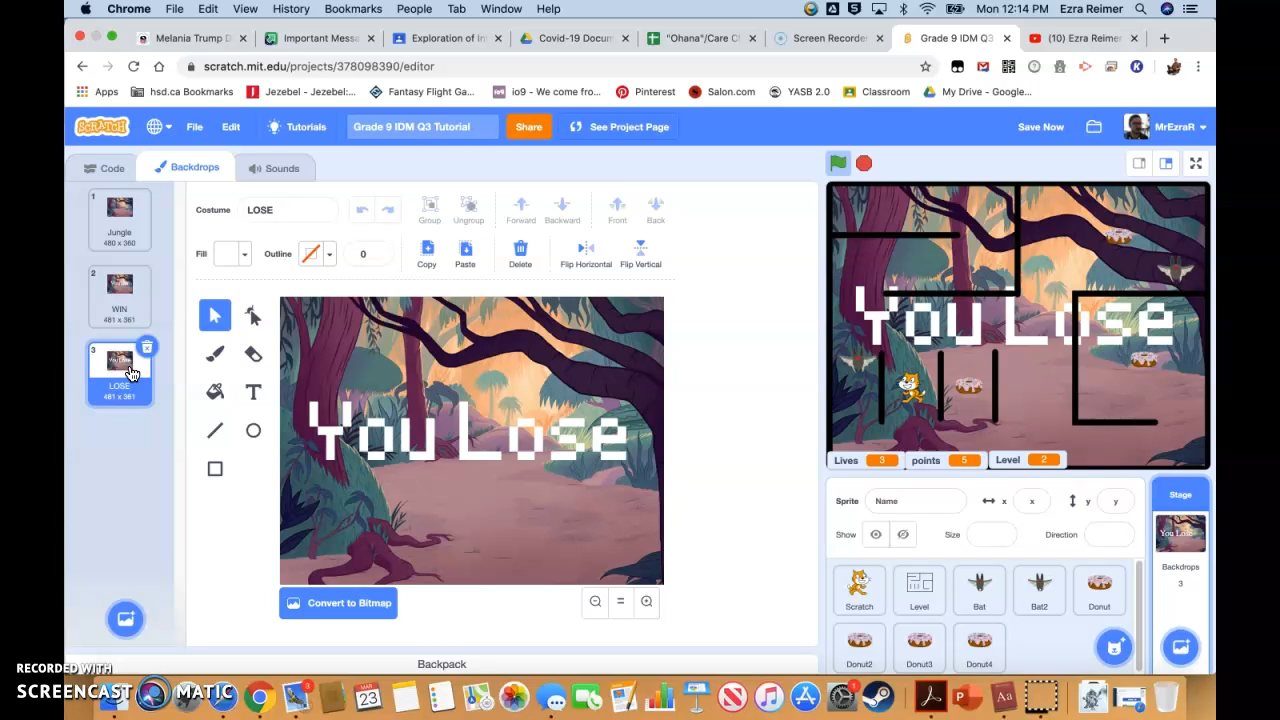 Chrome File Edit View History Bookmarks People Tab Window Help Mon 12:14 PM Ezra Reimer
Melania Trump D Important Messa Exploration of Ins Covid-19 Docum "Ohana"/Care Cl Screen Recorder Grade 9 IDM Q3 (10) Ezra Reimer
scratch.mit.edu/projects/378098390/editor
Apps hsd.ca Bookmarks Jezebel - Jezebel:... Fantasy Flight Ga... io9 - We come fro... Pinterest Salon.com YASB 2.0 Classroom My Drive - Google...
SCRATCH File Edit Tutorials Grade 9 IDM Q3 Tutorial Share See Project Page Save Now MrEzraR
Code Backdrops Sounds
1
Jungle
480 x 360
2
WIN
481 x 361
3
LOSE
481 x 361
Costume LOSE Group Ungroup Forward Backward Front Back
Fill Outline 0 Copy Paste Delete Flip Horizontal Flip Vertical
T
You Lose
Convert to Bitmap
Backpack
You Lose
Lives 3 points 5 Level 2
Sprite Name x x y y
Show Size Direction
Scratch Level Bat Bat2 Donut
Donut2 Donut3 Donut4
Stage
You Lose
Backdrops
3
RECORDED WITH
SCREENCAST MATIC
MAR
23